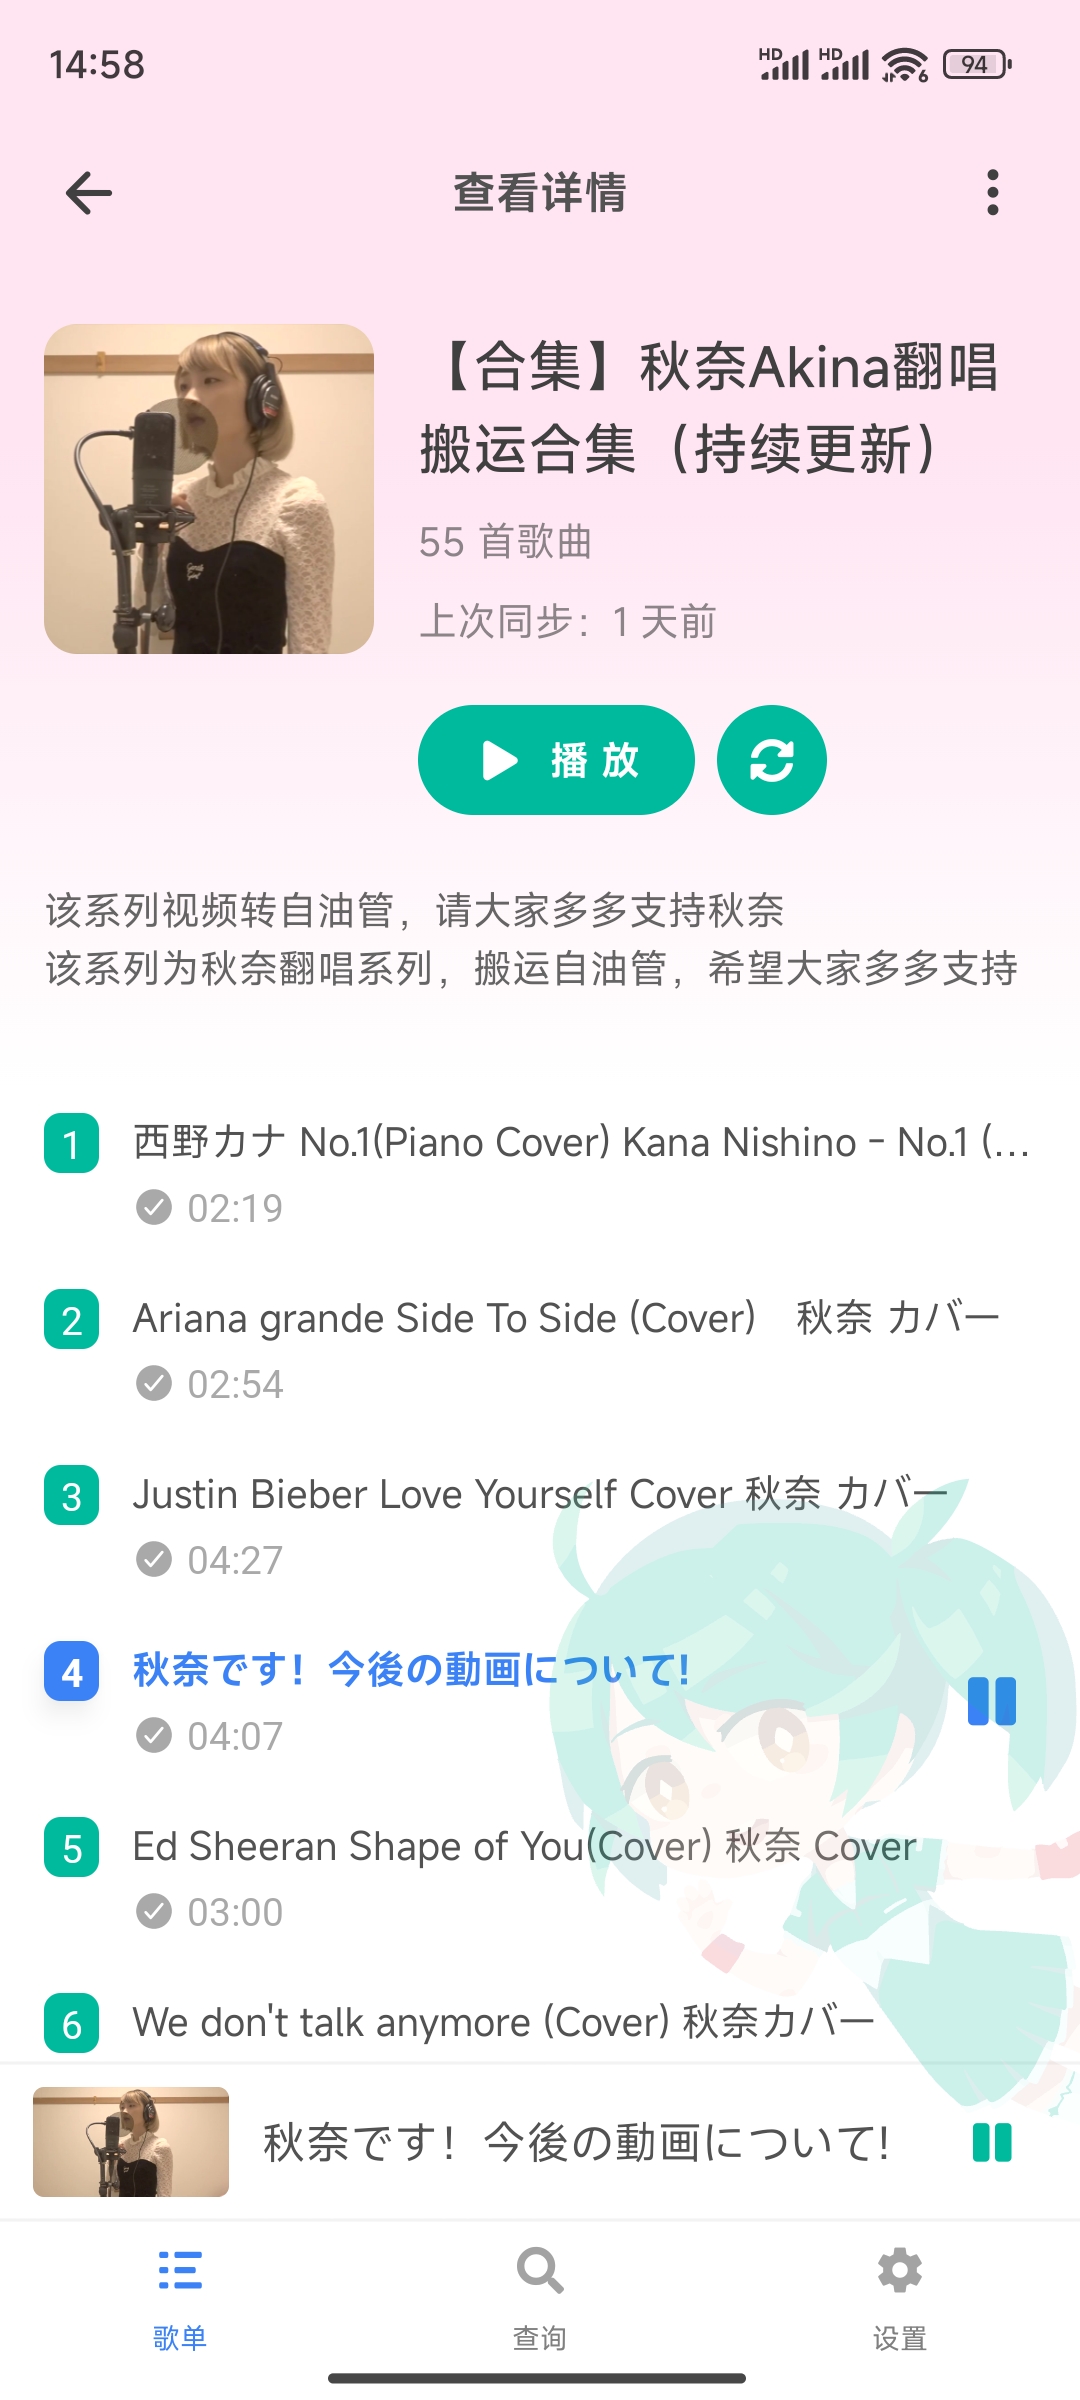 14:58
HD HD 6 94
查看详情
【合集】秋奈Akina翻唱
搬运合集（持续更新）
55 首歌曲
上次同步：1 天前
播放
该系列视频转自油管，请大家多多支持秋奈
该系列为秋奈翻唱系列，搬运自油管，希望大家多多支持
1 西野カナ No.1(Piano Cover) Kana Nishino - No.1 (...
02:19
2 Ariana grande Side To Side (Cover)　秋奈 カバー
02:54
3 Justin Bieber Love Yourself Cover 秋奈 カバー
04:27
4 秋奈です！今後の動画について!
04:07
5 Ed Sheeran Shape of You(Cover) 秋奈 Cover
03:00
6 We don't talk anymore (Cover) 秋奈カバー
秋奈です！今後の動画について!
歌单 查询 设置